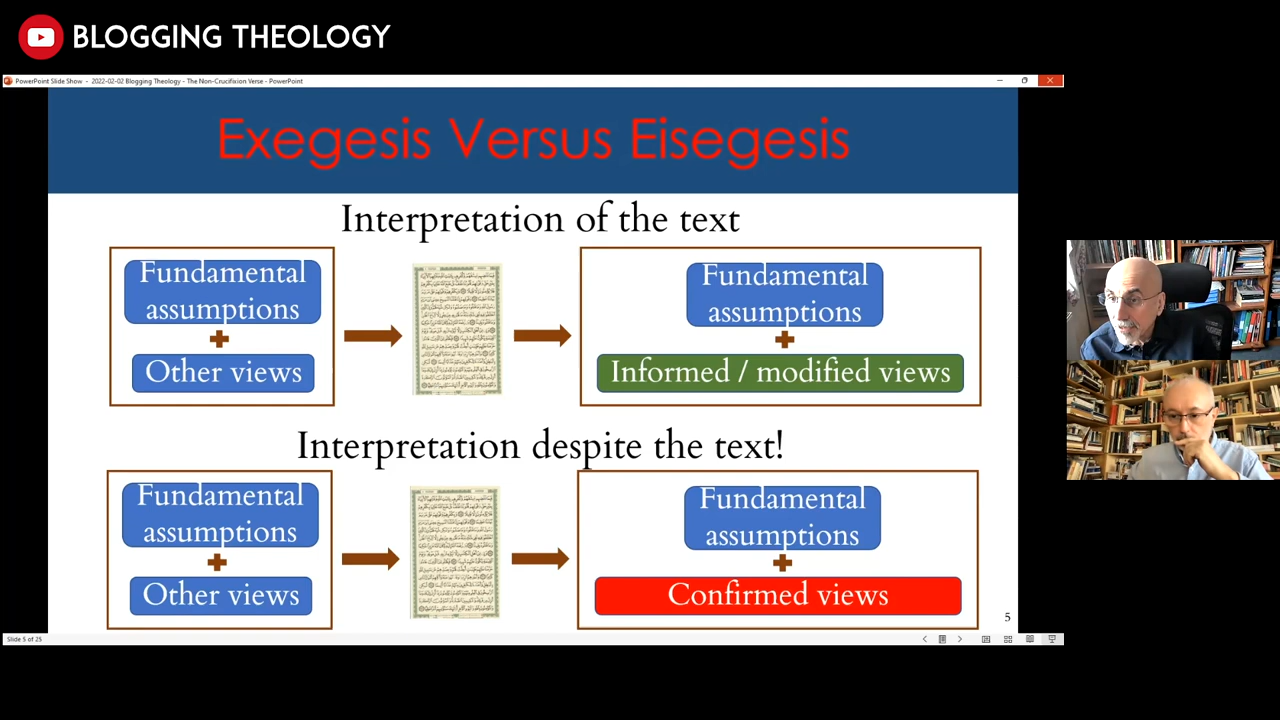 BLOGGING THEOLOGY
PowerPoint Slide Show - 2022-02-02 Blogging Theology - The Non-Crucifixion Verse - PowerPoint
Exegesis Versus Eisegesis
Interpretation of the text
Fundamental
assumptions
Other views
Fundamental
assumptions
Informed / modified views
Interpretation despite the text!
Fundamental
assumptions
Other views
Fundamental
assumptions
Confirmed views
5
Slide 5 of 25